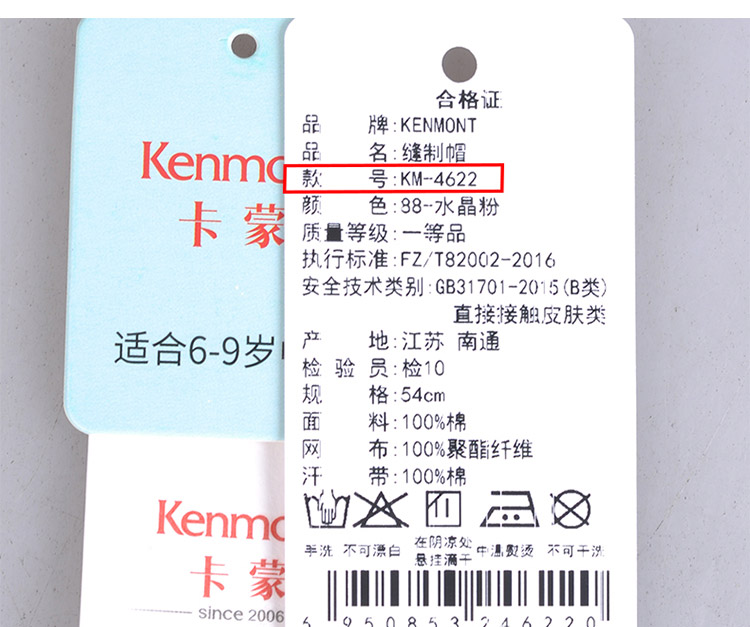 Kenmo
卡蒙
适合6-9岁
Kenmo
卡蒙
since 2006
合格证
品 牌:KENMONT
品 名:缝制帽
款 号:KM-4622
颜 色:88-水晶粉
质量等级:一等品
执行标准:FZ/T82002-2016
安全技术类别:GB31701-2015(B类)
直接接触皮肤类
产 地:江苏 南通
检 验 员:检10
规 格:54cm
面 料:100%棉
网 布:100%聚酯纤维
汗 带:100%棉
手洗 不可漂白 在阴凉处悬挂滴干 中温熨烫 不可干洗
6 950853 246220